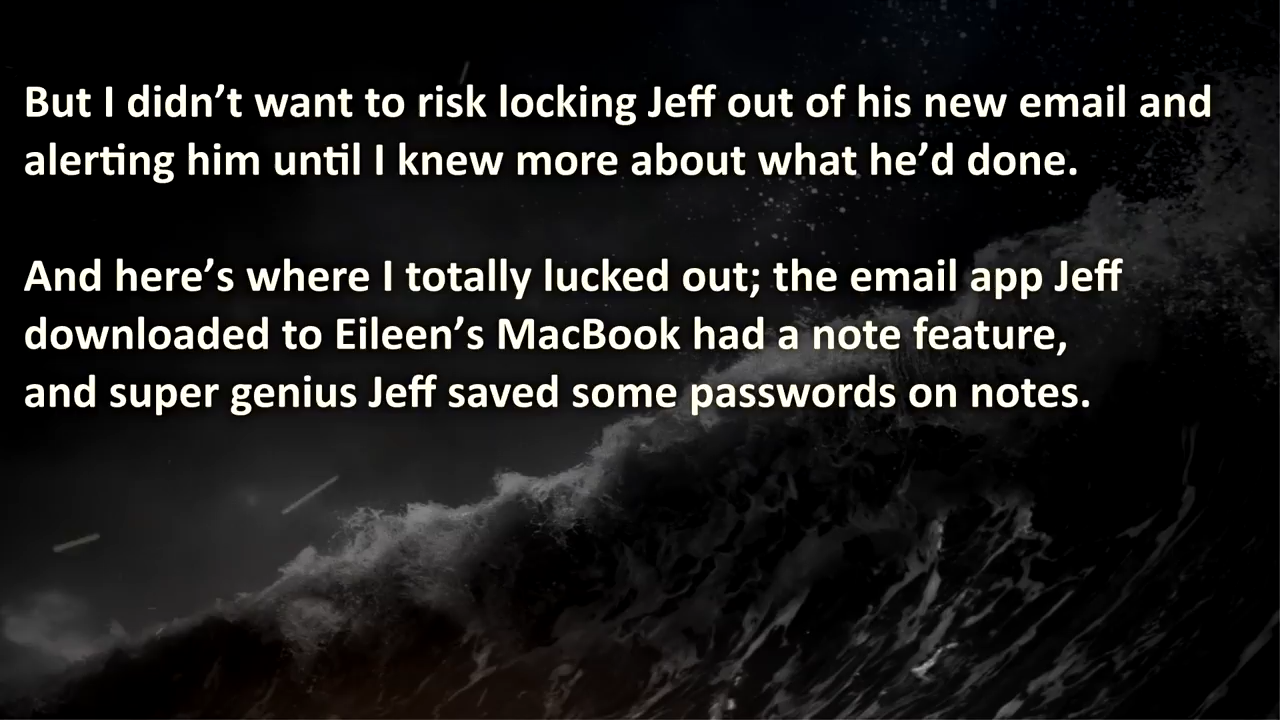 But I didn’t want to risk locking Jeff out of his new email and
alerting him until I knew more about what he’d done.
And here’s where I totally lucked out; the email app Jeff
downloaded to Eileen’s MacBook had a note feature,
and super genius Jeff saved some passwords on notes.